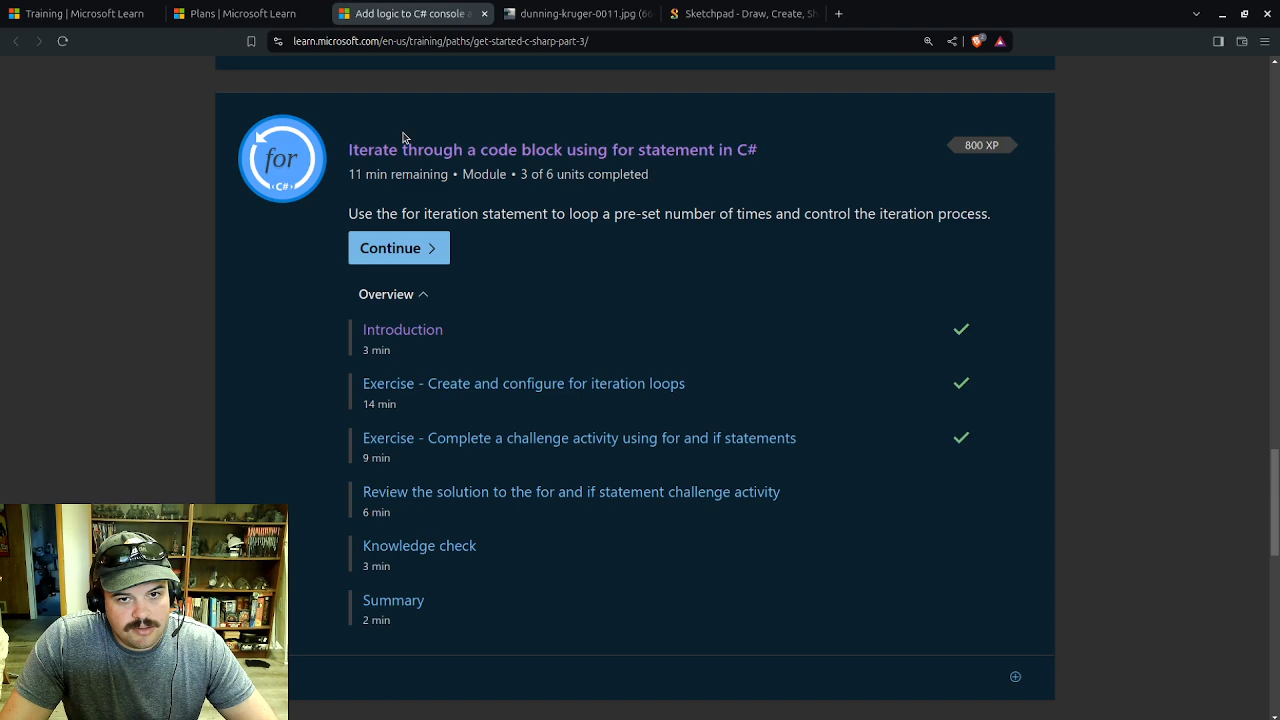 Training | Microsoft Learn
Plans | Microsoft Learn
Add logic to C# console a
dunning-kruger-0011.jpg (66
Sketchpad - Draw, Create, Sh
learn.microsoft.com/en-us/training/paths/get-started-c-sharp-part-3/
2
for
C#
Iterate through a code block using for statement in C#
800 XP
11 min remaining • Module • 3 of 6 units completed
Use the for iteration statement to loop a pre-set number of times and control the iteration process.
Continue
Overview
Introduction
3 min
Exercise - Create and configure for iteration loops
14 min
Exercise - Complete a challenge activity using for and if statements
9 min
Review the solution to the for and if statement challenge activity
6 min
Knowledge check
3 min
Summary
2 min